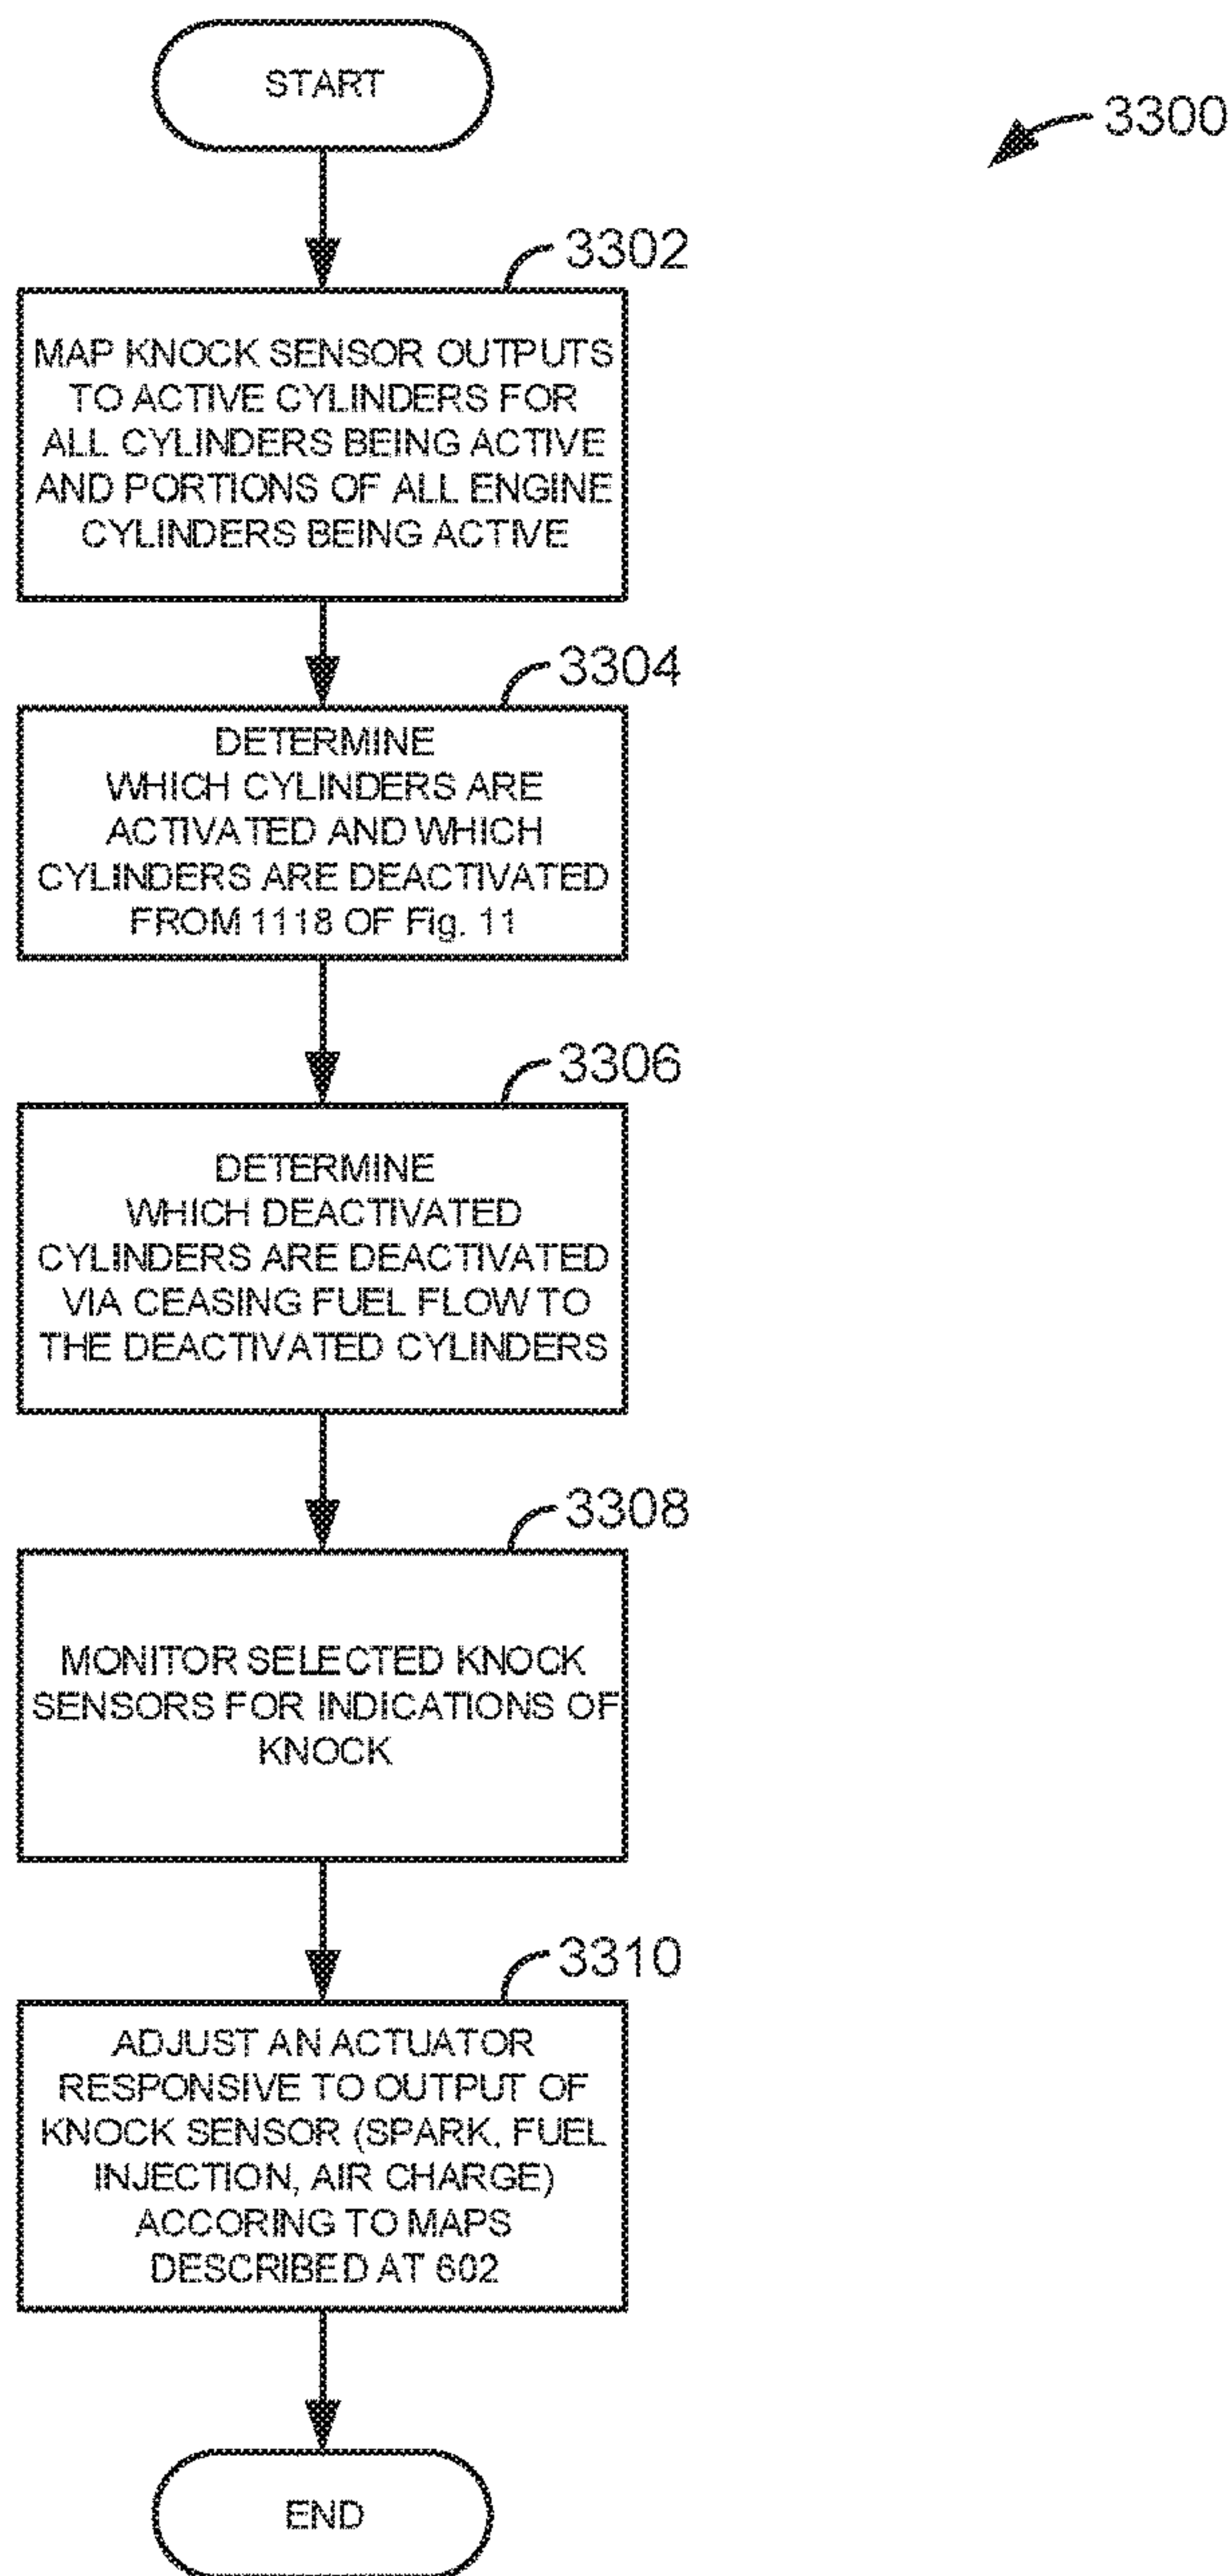 START
3300
3302
MAP KNOCK SENSOR OUTPUTS
TO ACTIVE CYLINDERS FOR
ALL CYLINDERS BEING ACTIVE
AND PORTIONS OF ALL ENGINE
CYLINDERS BEING ACTIVE
3304
DETERMINE
WHICH CYLINDERS ARE
ACTIVATED AND WHICH
CYLINDERS ARE DEACTIVATED
FROM 1118 OF Fig. 11
3306
DETERMINE
WHICH DEACTIVATED
CYLINDERS ARE DEACTIVATED
VIA CEASING FUEL FLOW TO
THE DEACTIVATED CYLINDERS
3308
MONITOR SELECTED KNOCK
SENSORS FOR INDICATIONS OF
KNOCK
3310
ADJUST AN ACTUATOR
RESPONSIVE TO OUTPUT OF
KNOCK SENSOR (SPARK, FUEL
INJECTION, AIR CHARGE)
ACCORING TO MAPS
DESCRIBED AT 602
END